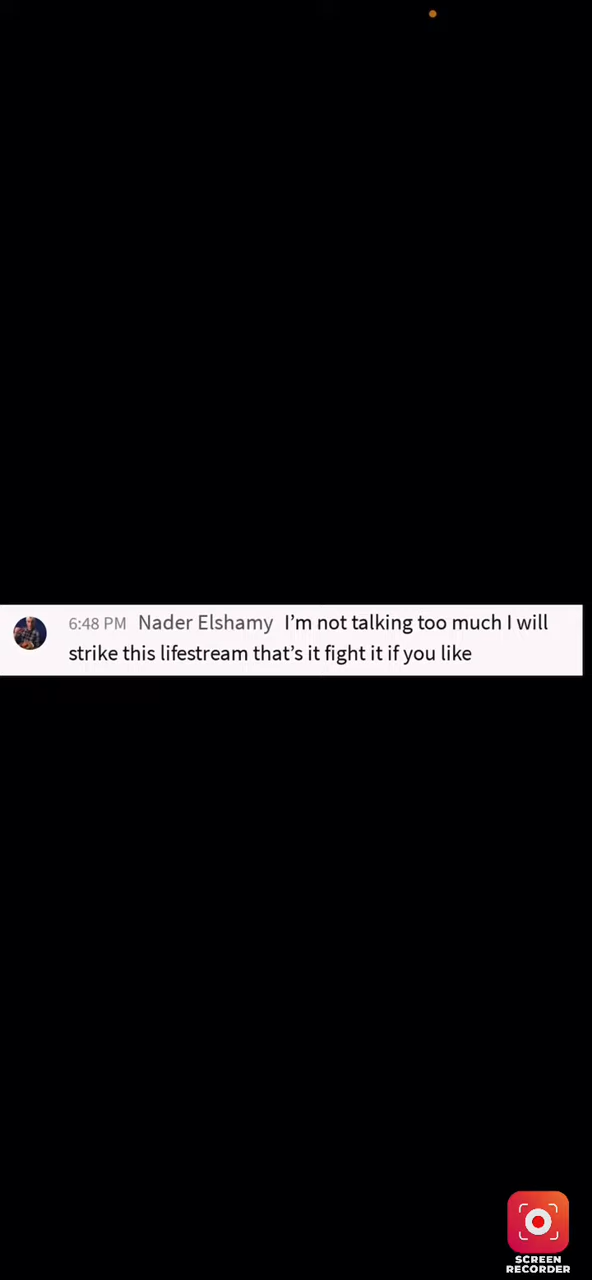 6:48 PM Nader Elshamy I’m not talking too much I will
strike this lifestream that’s it fight it if you like
SCREEN
RECORDER